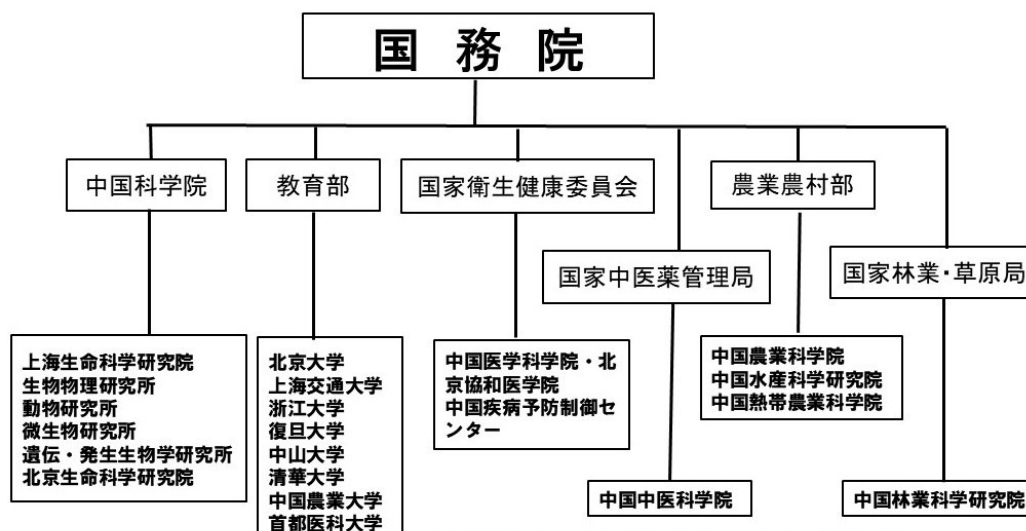 国務院
中国科学院
教育部
国家衛生健康委員会
農業農村部
国家中医薬管理局
国家林業・草原局
上海生命科学研究院
生物物理研究所
動物研究所
微生物研究所
遺伝・発生生物学研究所
北京生命科学研究院
北京大学
上海交通大学
浙江大学
復旦大学
中山大学
清華大学
中国農業大学
首都医科大学
中国医学科学院・北
京協和医学院
中国疾病予防制御セ
ンター
中国農業科学院
中国水産科学研究院
中国熱帯農業科学院
中国中医科学院
中国林業科学研究院